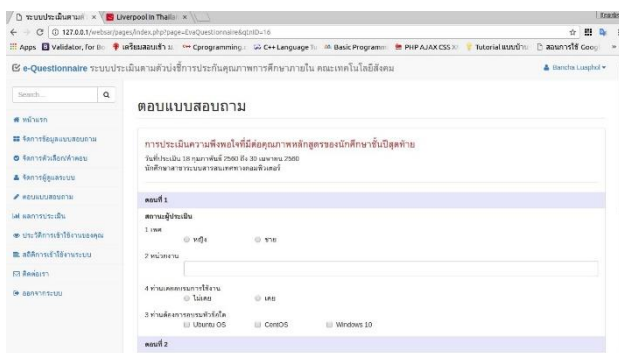 ระบบประเมินตามตั
Liverpool in Thailan
127.0.0.1/websar/pages/index.php?page=EvaQuestionnaire&qtnID=16
Apps
Validator, for Bo
เตรียมสอบเข้า ม.
Cprogramming.c
C++ Language Tu
Basic Programm
PHP AJAX CSS X
Tutorial แบบบ้าน
สอนการใช้ Googl
e-Questionnaire ระบบประเมินตามตัวบ่งชี้การประกันคุณภาพการศึกษาภายใน คณะเทคโนโลยีสังคม
Bancha Luaphol
Search...
หน้าแรก
จัดการข้อมูลแบบสอบถาม
จัดการตัวเลือก/คำตอบ
จัดการผู้ดูแลระบบ
ตอบแบบสอบถาม
ผลการประเมิน
ประวัติการเข้าใช้งานของคุณ
สถิติการเข้าใช้งานระบบ
ติดต่อเรา
ออกจากระบบ
ตอบแบบสอบถาม
การประเมินความพึงพอใจที่มีต่อคุณภาพหลักสูตรของนักศึกษาชั้นปีสุดท้าย
วันที่ประเมิน 18 กุมภาพันธ์ 2560 ถึง 30 เมษายน 2560
นักศึกษาสาขาระบบสารสนเทศทางคอมพิวเตอร์
ตอนที่ 1
สถานะผู้ประเมิน
1 เพศ
หญิง ชาย
2 หน่วยงาน
4 ท่านเคยอบรมการใช้งาน
ไม่เคย เคย
3 ท่านต้องการอบรมหัวข้อใด
Ubuntu OS CentOS Windows 10
ตอนที่ 2